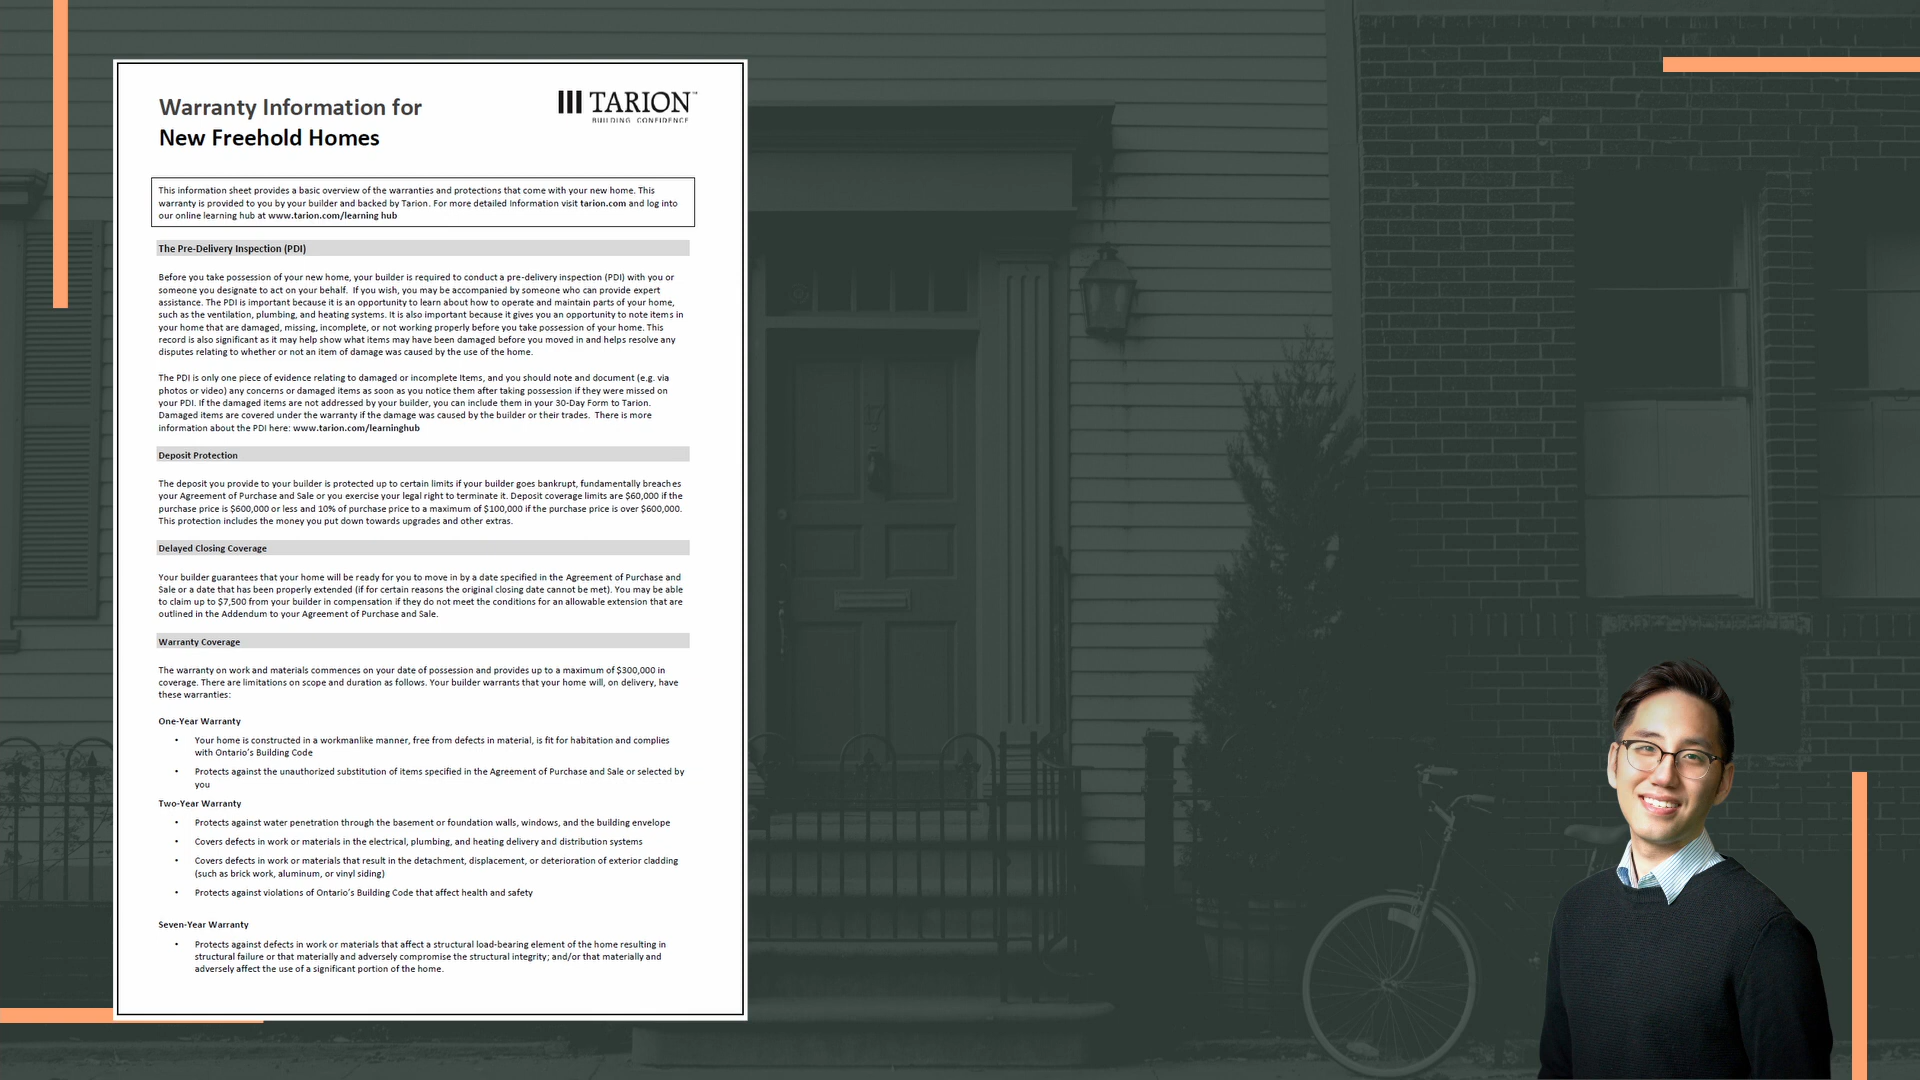 Warranty Information for
New Freehold Homes
TARION™
BUILDING CONFIDENCE
This information sheet provides a basic overview of the warranties and protections that come with your new home. This
warranty is provided to you by your builder and backed by Tarion. For more detailed Information visit tarion.com and log into
our online learning hub at www.tarion.com/learning hub
The Pre-Delivery Inspection (PDI)
Before you take possession of your new home, your builder is required to conduct a pre-delivery inspection (PDI) with you or
someone you designate to act on your behalf. If you wish, you may be accompanied by someone who can provide expert
assistance. The PDI is important because it is an opportunity to learn about how to operate and maintain parts of your home,
such as the ventilation, plumbing, and heating systems. It is also important because it gives you an opportunity to note items in
your home that are damaged, missing, incomplete, or not working properly before you take possession of your home. This
record is also significant as it may help show what items may have been damaged before you moved in and helps resolve any
disputes relating to whether or not an item of damage was caused by the use of the home.
The PDI is only one piece of evidence relating to damaged or incomplete Items, and you should note and document (e.g. via
photos or video) any concerns or damaged items as soon as you notice them after taking possession if they were missed on
your PDI. If the damaged items are not addressed by your builder, you can include them in your 30-Day Form to Tarion.
Damaged items are covered under the warranty if the damage was caused by the builder or their trades. There is more
information about the PDI here: www.tarion.com/learninghub
Deposit Protection
The deposit you provide to your builder is protected up to certain limits if your builder goes bankrupt, fundamentally breaches
your Agreement of Purchase and Sale or you exercise your legal right to terminate it. Deposit coverage limits are $60,000 if the
purchase price is $600,000 or less and 10% of purchase price to a maximum of $100,000 if the purchase price is over $600,000.
This protection includes the money you put down towards upgrades and other extras.
Delayed Closing Coverage
Your builder guarantees that your home will be ready for you to move in by a date specified in the Agreement of Purchase and
Sale or a date that has been properly extended (if for certain reasons the original closing date cannot be met). You may be able
to claim up to $7,500 from your builder in compensation if they do not meet the conditions for an allowable extension that are
outlined in the Addendum to your Agreement of Purchase and Sale.
Warranty Coverage
The warranty on work and materials commences on your date of possession and provides up to a maximum of $300,000 in
coverage. There are limitations on scope and duration as follows. Your builder warrants that your home will, on delivery, have
these warranties:
One-Year Warranty
• Your home is constructed in a workmanlike manner, free from defects in material, is fit for habitation and complies
with Ontario's Building Code
• Protects against the unauthorized substitution of items specified in the Agreement of Purchase and Sale or selected by
you
Two-Year Warranty
• Protects against water penetration through the basement or foundation walls, windows, and the building envelope
• Covers defects in work or materials in the electrical, plumbing, and heating delivery and distribution systems
• Covers defects in work or materials that result in the detachment, displacement, or deterioration of exterior cladding
(such as brick work, aluminum, or vinyl siding)
• Protects against violations of Ontario's Building Code that affect health and safety
Seven-Year Warranty
• Protects against defects in work or materials that affect a structural load-bearing element of the home resulting in
structural failure or that materially and adversely compromise the structural integrity; and/or that materially and
adversely affect the use of a significant portion of the home.
17